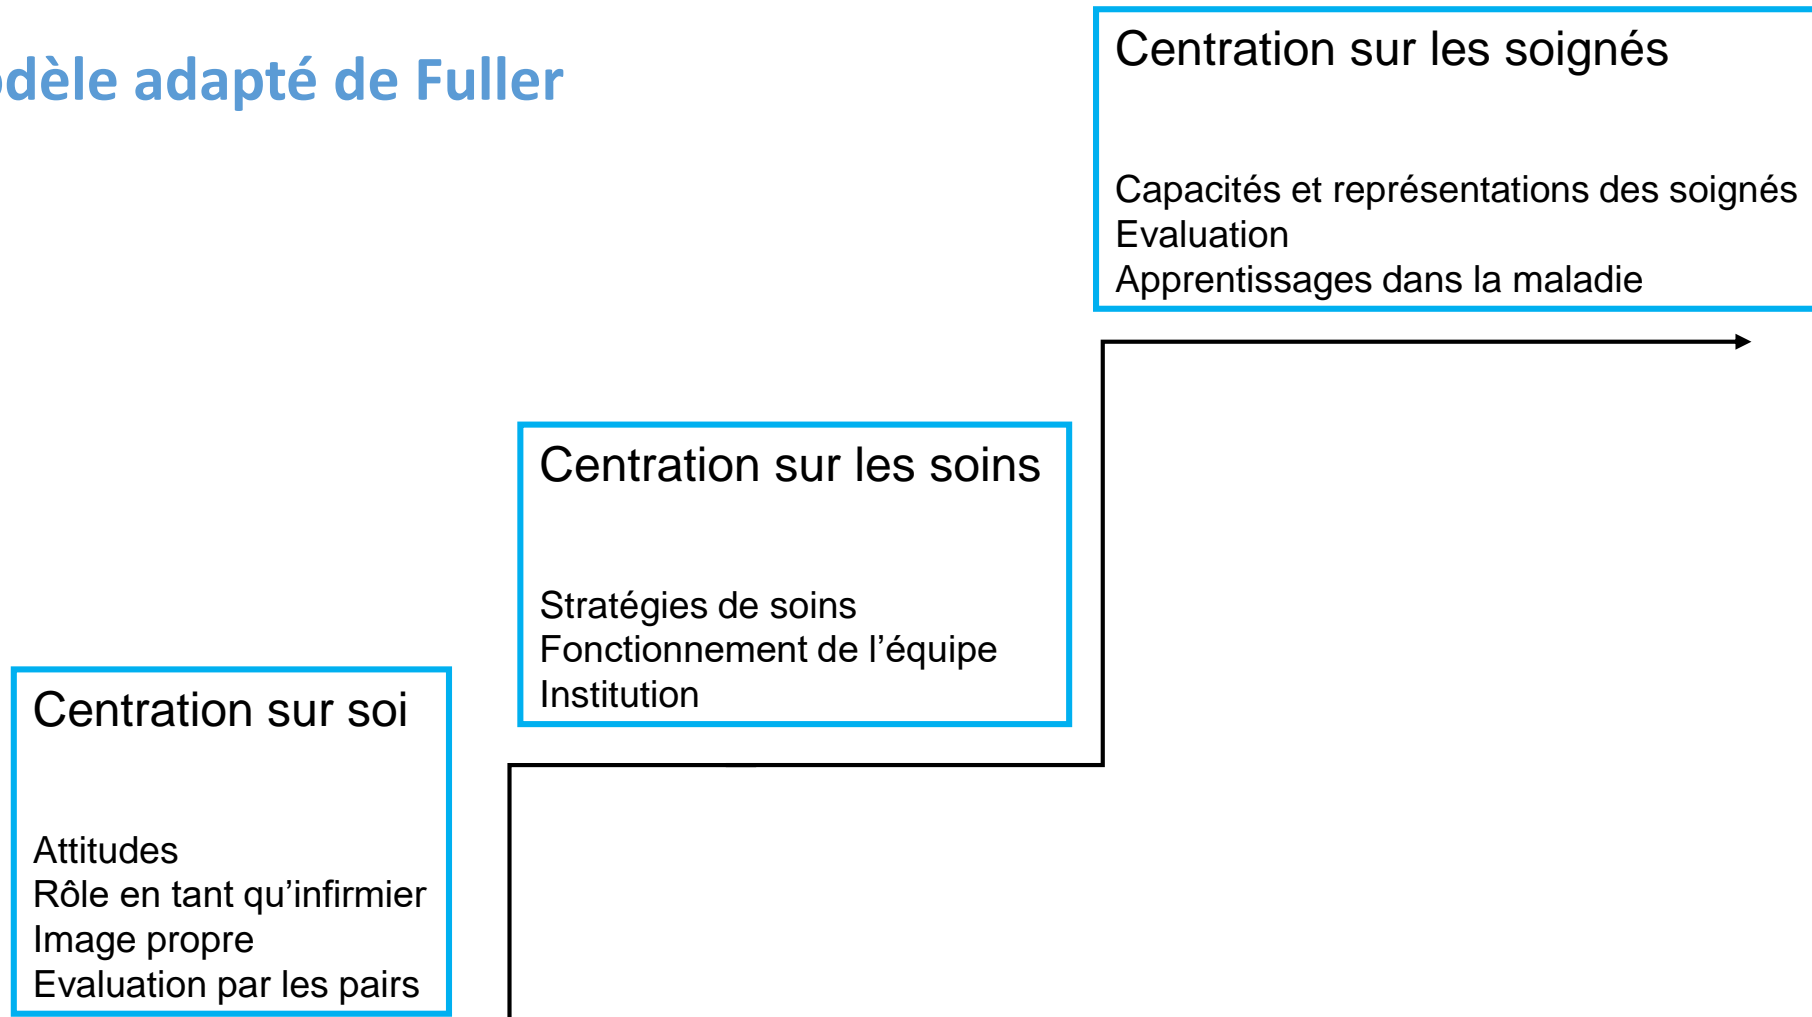 dèle adapté de Fuller
Centration sur les soignés
Capacités et représentations des soignés
Evaluation
Apprentissages dans la maladie
Centration sur les soins
Stratégies de soins
Fonctionnement de l’équipe
Institution
Centration sur soi
Attitudes
Rôle en tant qu’infirmier
Image propre
Evaluation par les pairs